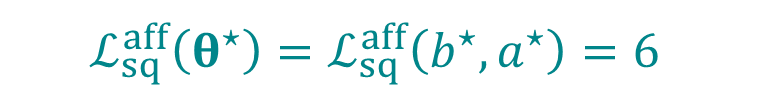 ℒ_sq^aff(𝛉⋆) = ℒ_sq^aff(b⋆, a⋆) = 6